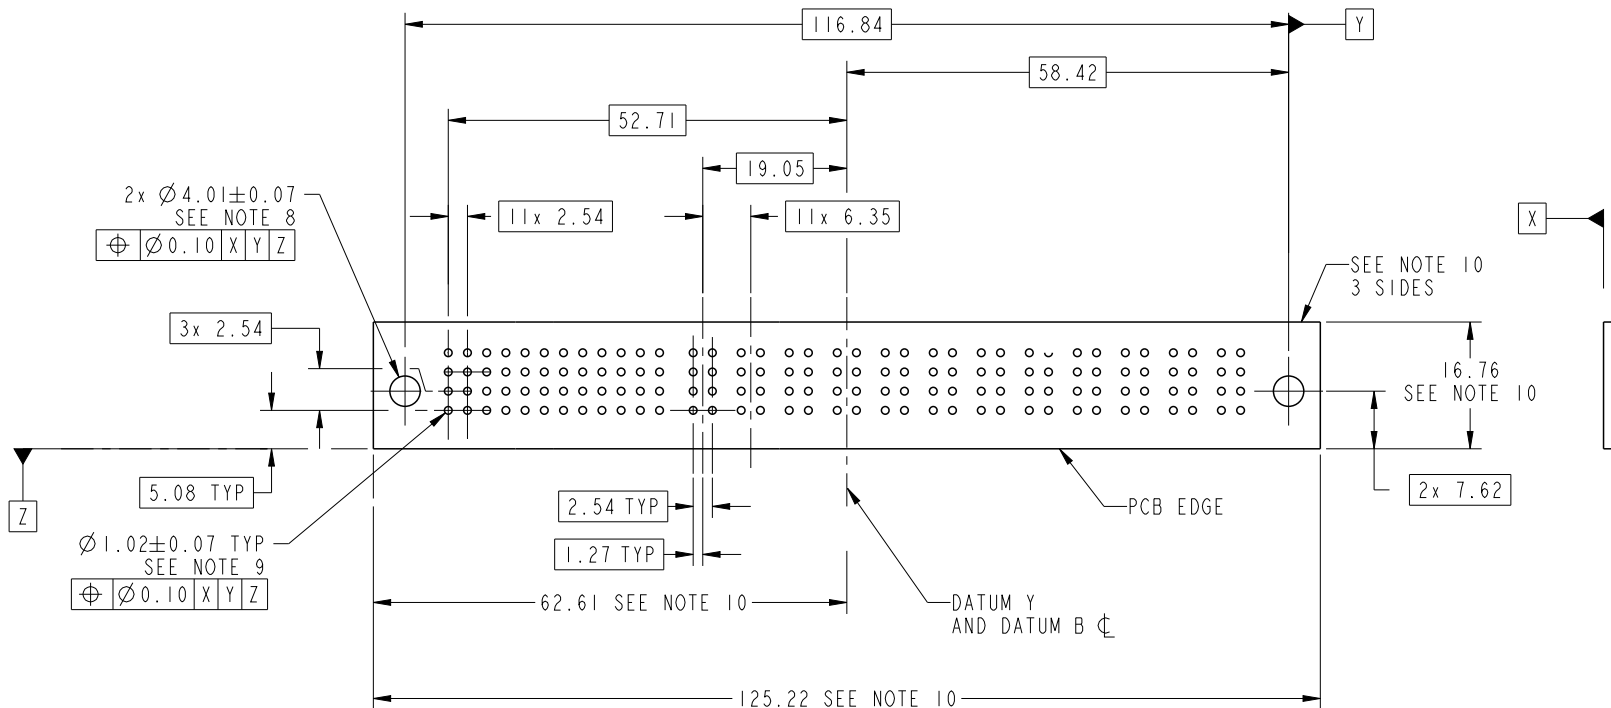 116.84
Y
58.42
52.71
19.05
2x Ø4.01±0.07
SEE NOTE 8
⌖ Ø0.10 X Y Z
11x 2.54
11x 6.35
X
SEE NOTE 10
3 SIDES
3x 2.54
16.76
SEE NOTE 10
5.08 TYP
2.54 TYP
PCB EDGE
2x 7.62
Z
Ø1.02±0.07 TYP
SEE NOTE 9
⌖ Ø0.10 X Y Z
1.27 TYP
62.61 SEE NOTE 10
DATUM Y
AND DATUM B ℄
125.22 SEE NOTE 10